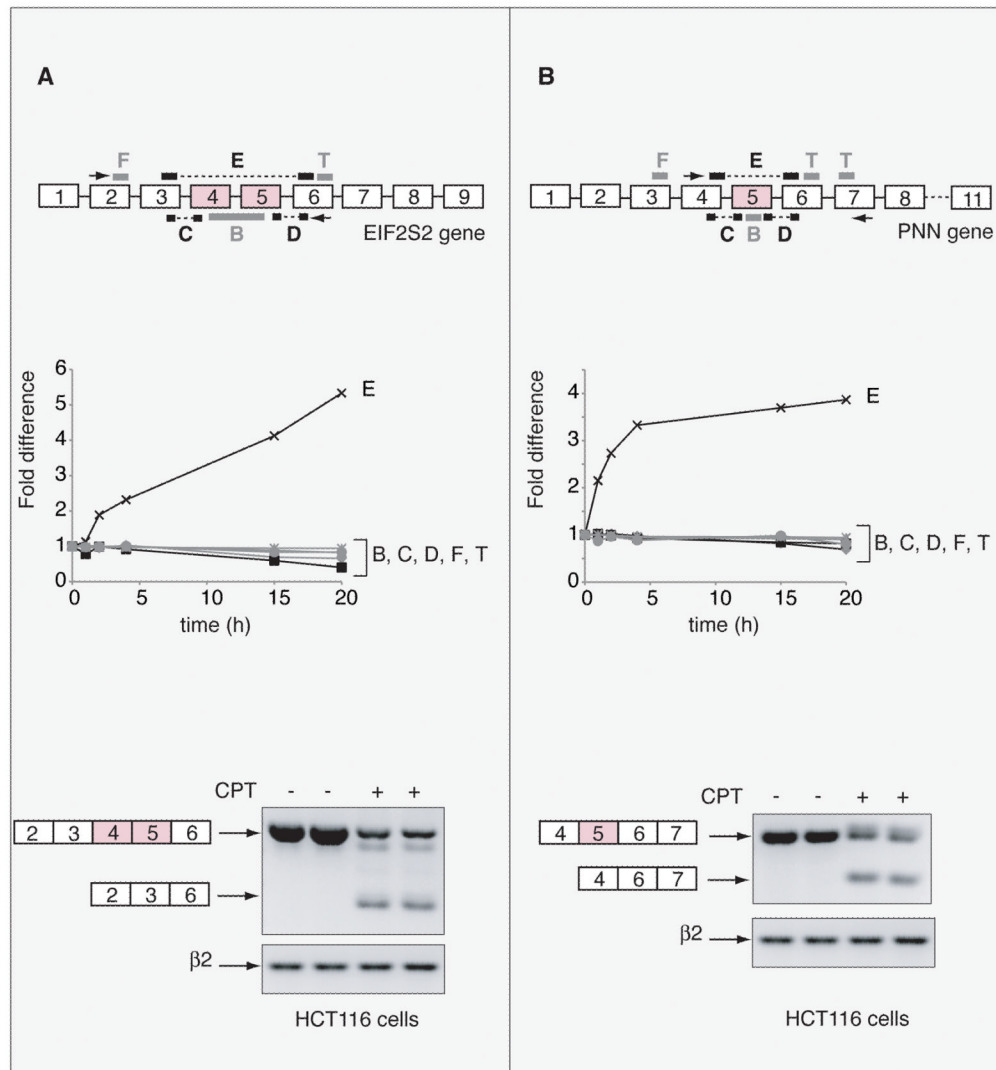 A
F E T
1 2 3 4 5 6 7 8 9
C B D
EIF2S2 gene
Fold difference
6
5
4
3
2
1
0
E
B, C, D, F, T
0 5 10 15 20
time (h)
CPT - - + +
2 3 4 5 6
2 3 6
β2
HCT116 cells
B
F E T T
1 2 3 4 5 6 7 8 11
C B D
PNN gene
Fold difference
4
3
2
1
0
E
B, C, D, F, T
0 5 10 15 20
time (h)
CPT - - + +
4 5 6 7
4 6 7
β2
HCT116 cells